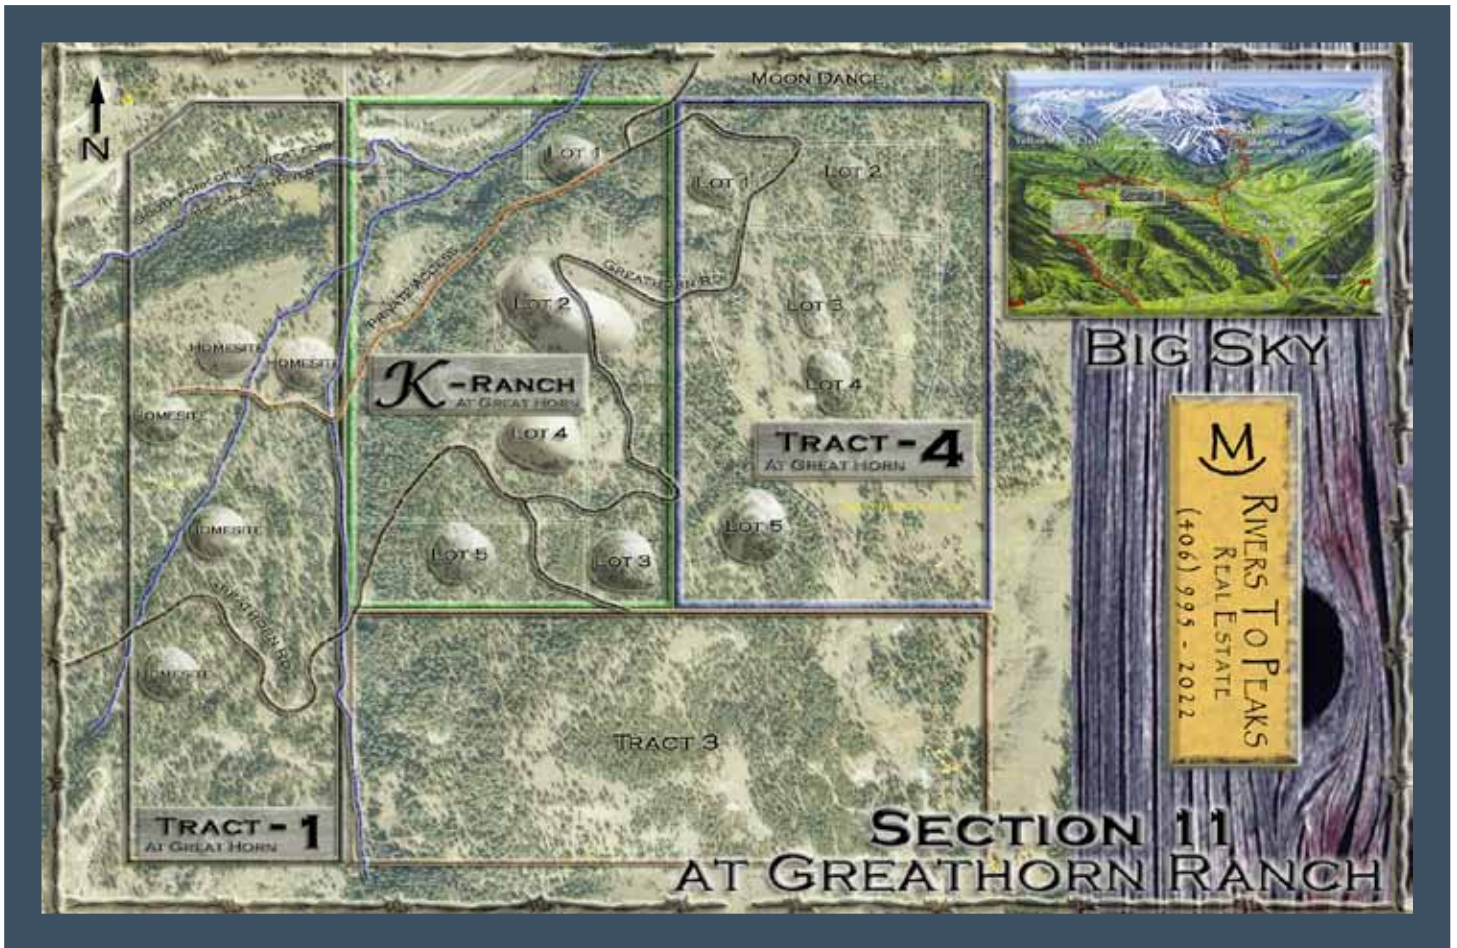 MOON DANCE
N
LOT 1
LOT 1
LOT 2
PRIVATE ACCESS
GREATHORN RD.
LOT 2
LOT 3
BIG SKY
HOMESITE
HOMESITE
K-RANCH
AT GREAT HORN
LOT 4
HOMESITE
LOT 4
TRACT - 4
AT GREAT HORN
M
RIVERS TO PEAKS
REAL ESTATE
(406) 995 - 2022
HOMESITE
LOT 5
LOT 3
LOT 5
GREATHORN RD.
HOMESITE
TRACT 3
TRACT - 1
AT GREAT HORN
SECTION 11
AT GREATHORN RANCH